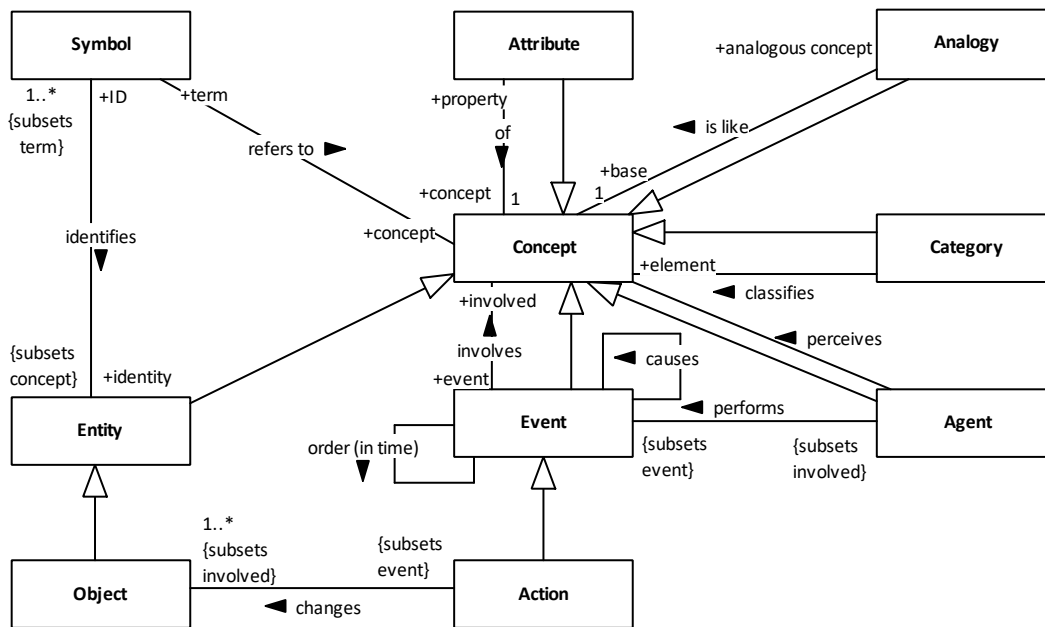 Symbol
Attribute
Analogy
+analogous concept
1..*
+ID
+term
+property
{subsets
term}
of
is like
refers to
+base
+concept
1
1
+concept
Concept
Category
identifies
+element
+involved
classifies
{subsets
concept}
+identity
involves
causes
perceives
+event
performs
Entity
Event
Agent
order (in time)
{subsets
event}
{subsets
involved}
1..*
{subsets
involved}
{subsets
event}
Object
Action
changes